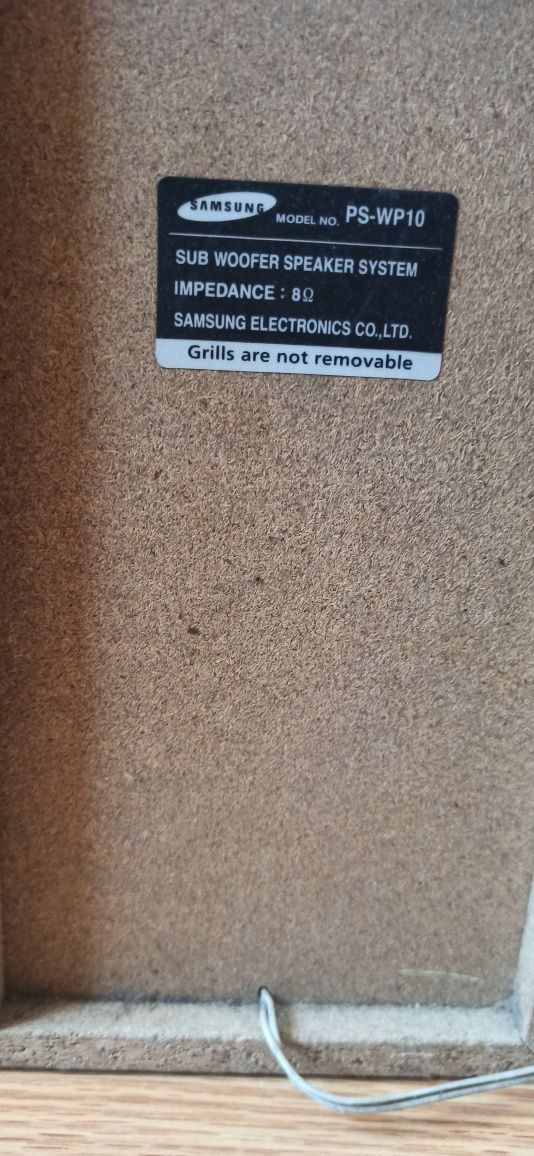 SAMSUNG MODEL NO. PS-WP10
SUB WOOFER SPEAKER SYSTEM
IMPEDANCE : 8Ω
SAMSUNG ELECTRONICS CO.,LTD.
Grills are not removable